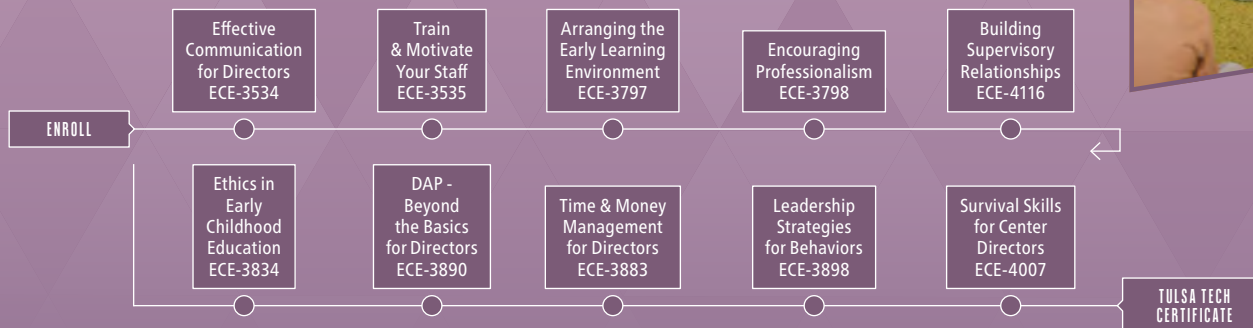 Effective
Communication
for Directors
ECE-3534
Train
& Motivate
Your Staff
ECE-3535
Arranging the
Early Learning
Environment
ECE-3797
Encouraging
Professionalism
ECE-3798
Building
Supervisory
Relationships
ECE-4116
ENROLL
Ethics in
Early
Childhood
Education
ECE-3834
DAP -
Beyond
the Basics
for Directors
ECE-3890
Time & Money
Management
for Directors
ECE-3883
Leadership
Strategies
for Behaviors
ECE-3898
Survival Skills
for Center
Directors
ECE-4007
TULSA TECH
CERTIFICATE